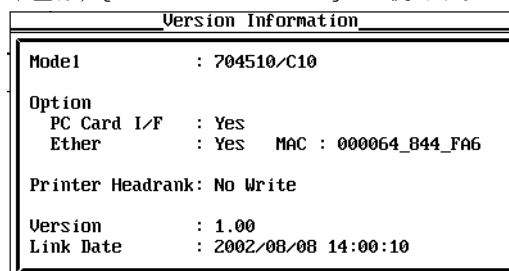 Version Information
Model : 704510/C10
Option
PC Card I/F : Yes
Ether : Yes MAC : 000064_844_FA6
Printer Headrank: No Write
Version : 1.00
Link Date : 2002/08/08 14:00:10